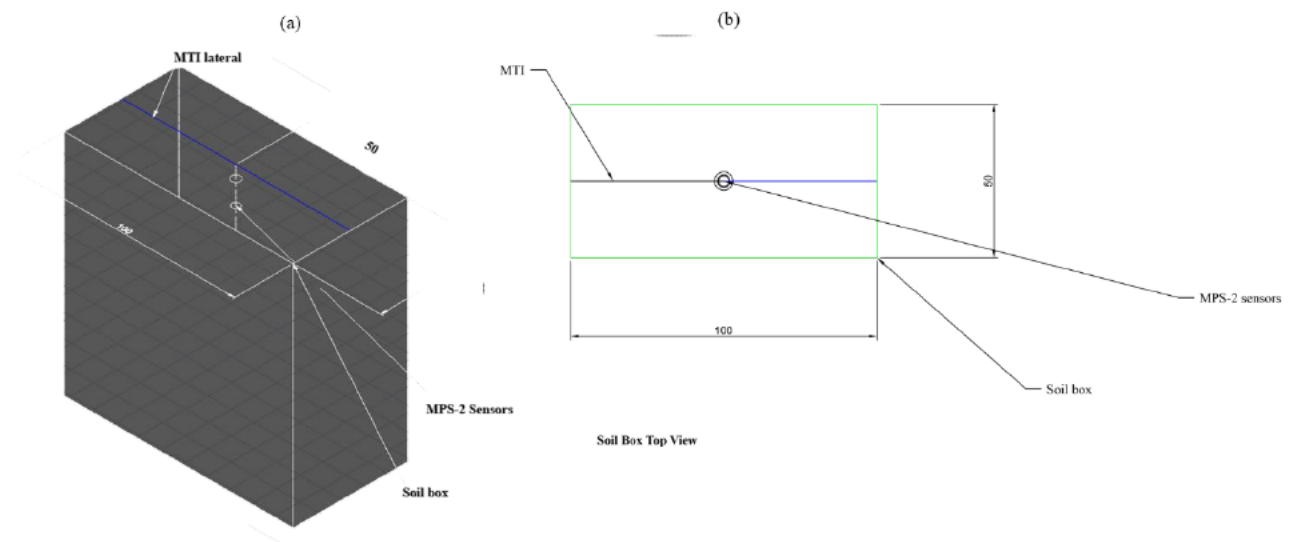 (a)
MTI lateral
50
100
MPS-2 Sensors
Soil box
(b)
MTI
50
100
MPS-2 sensors
Soil box
Soil Box Top View